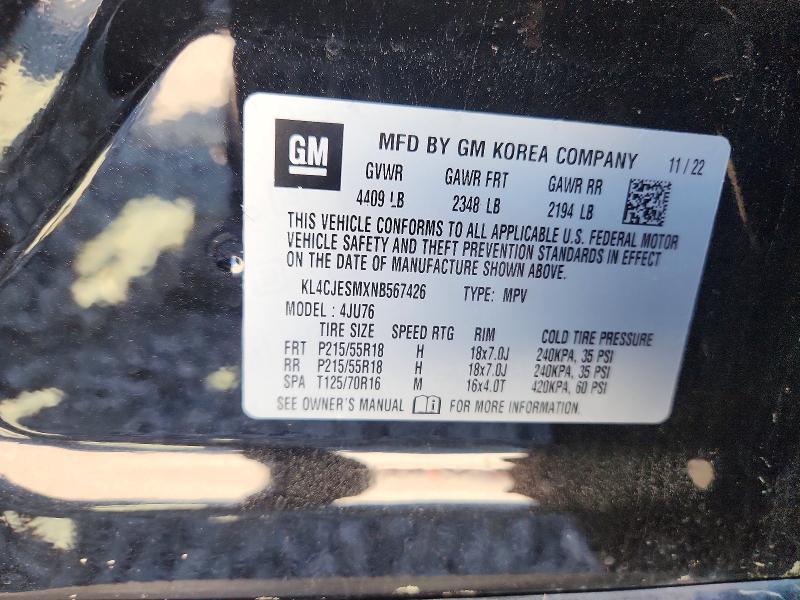 GM
MFD BY GM KOREA COMPANY 11 / 22
GVWR GAWR FRT GAWR RR
4409 LB 2348 LB 2194 LB
THIS VEHICLE CONFORMS TO ALL APPLICABLE U.S. FEDERAL MOTOR
VEHICLE SAFETY AND THEFT PREVENTION STANDARDS IN EFFECT
ON THE DATE OF MANUFACTURE SHOWN ABOVE.
KL4CJESMXNB567426 TYPE: MPV
MODEL : 4JU76
TIRE SIZE SPEED RTG RIM COLD TIRE PRESSURE
FRT P215/55R18 H 18x7.0J 240KPA, 35 PSI
RR P215/55R18 H 18x7.0J 240KPA, 35 PSI
SPA T125/70R16 M 16x4.0T 420KPA, 60 PSI
SEE OWNER'S MANUAL FOR MORE INFORMATION.